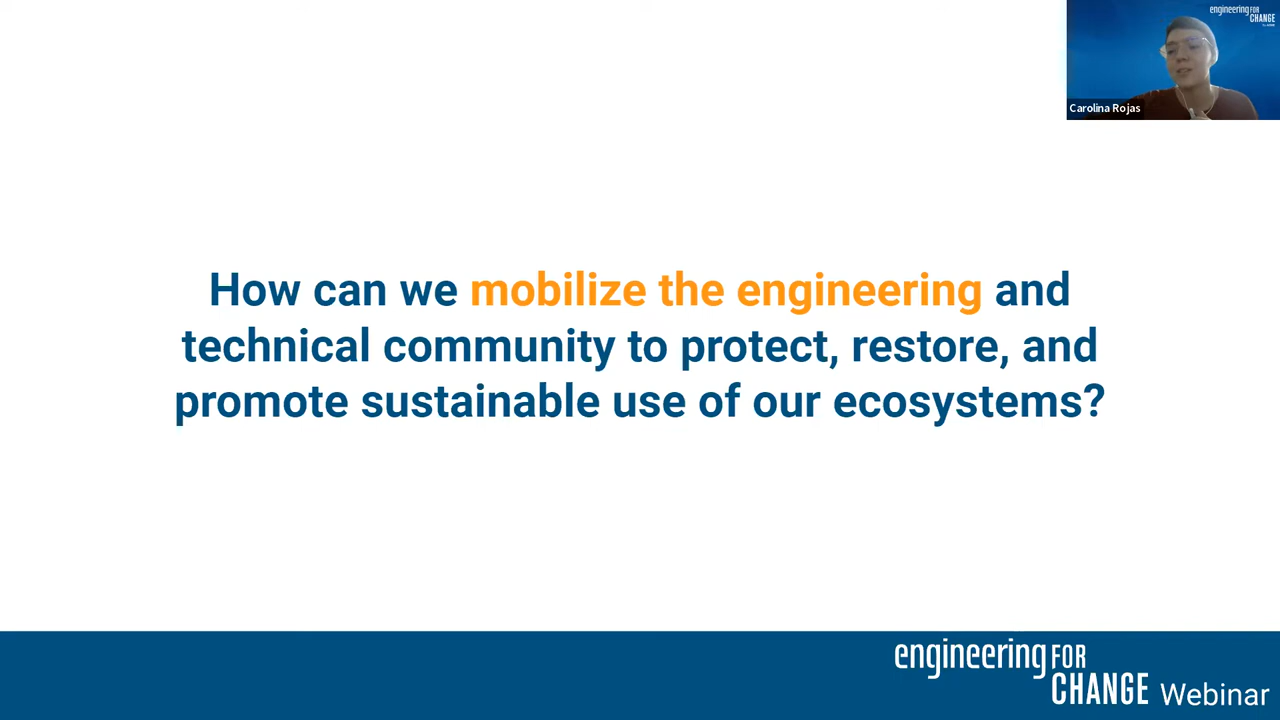 engineering FOR
CHANGE
Carolina Rojas
How can we mobilize the engineering and
technical community to protect, restore, and
promote sustainable use of our ecosystems?
engineering FOR
CHANGE Webinar